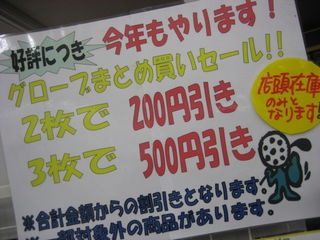 好評につき
今年もやります!
グローブまとめ買いセール!!
2枚で 200円引き
3枚で 500円引き
店頭在庫
のみと
なります!
※合計金額からの割引きとなります.
※一部対象外の商品があります.